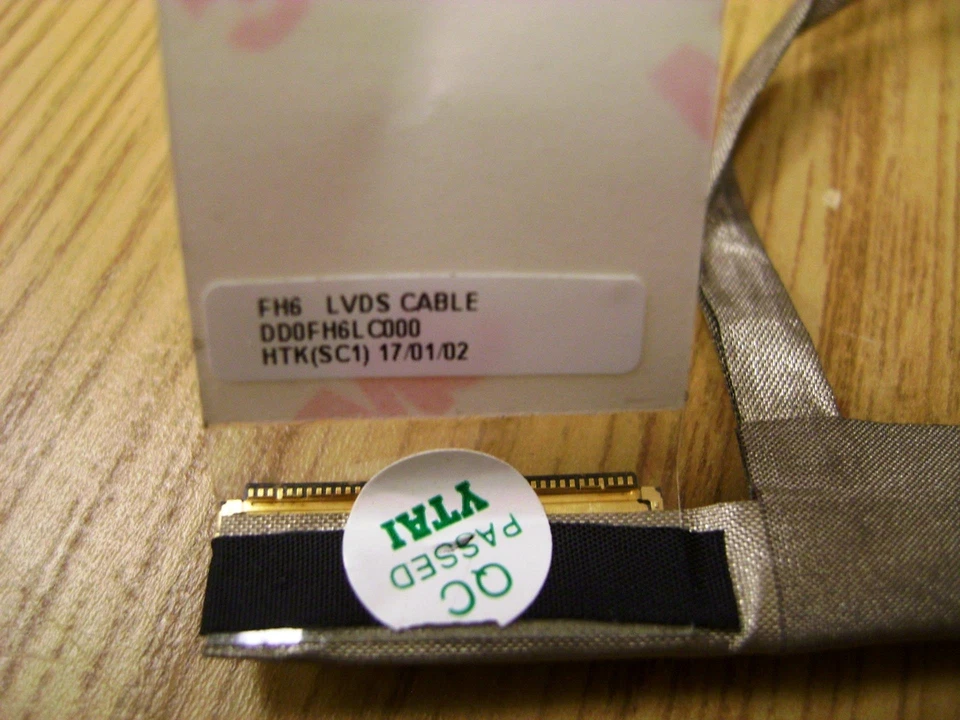 FH6 LVDS CABLE
DD0FH6LC000
HTK(SC1) 17/01/02
QC
PASSED
YTAI